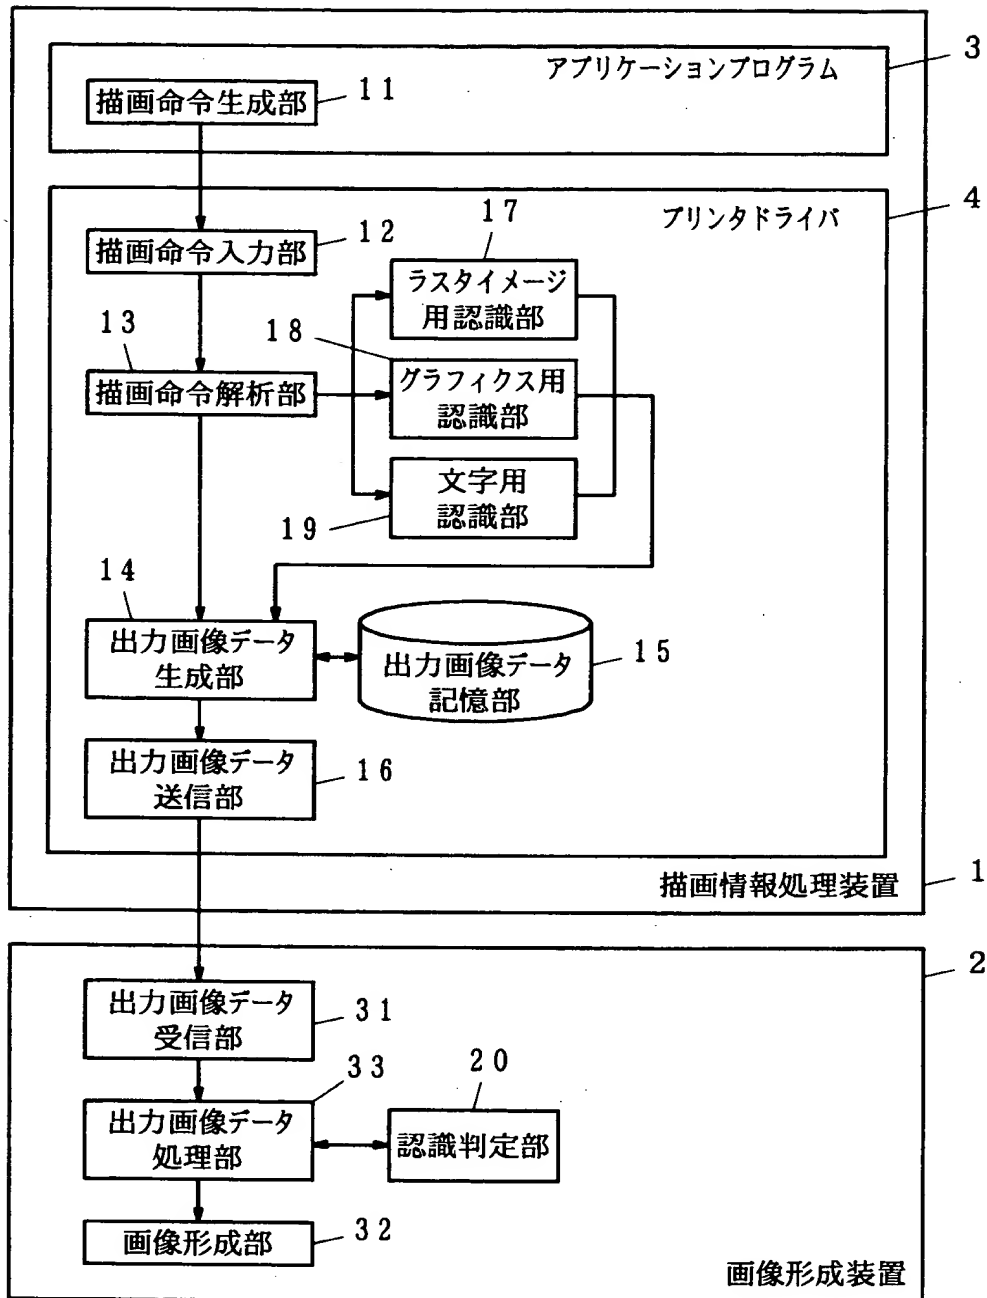 アプリケーションプログラム
3
描画命令生成部
11
プリンタドライバ
4
描画命令入力部
12
17
ラスタイメージ
用認識部
13
描画命令解析部
18
グラフィクス用
認識部
文字用
認識部
19
14
出力画像データ
生成部
出力画像データ
記憶部
15
出力画像データ
送信部
16
描画情報処理装置
1
2
出力画像データ
受信部
31
33
出力画像データ
処理部
20
認識判定部
画像形成部
32
画像形成装置